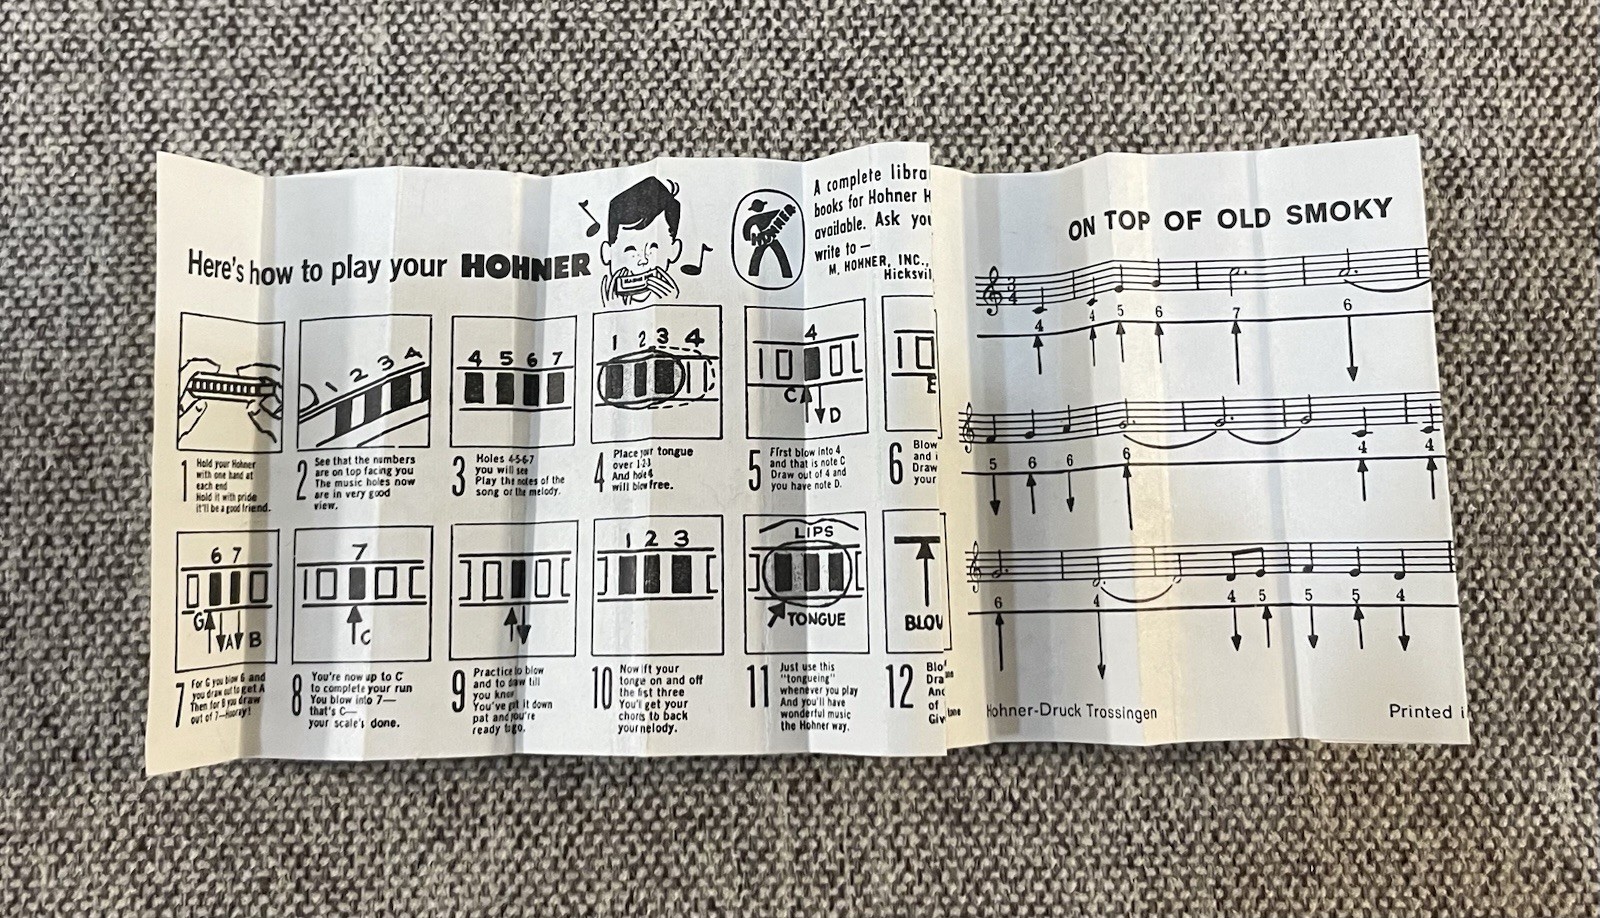 Here's how to play your HOHNER
HOHNER
A complete libra
books for Hohner H
available. Ask you
write to —
M. HOHNER, INC.,
Hicksvil
1 2 3 4
4 5 6 7
1 2 3 4
4
C D
E
1 Hold your Hohner
with one hand at
each end
Hold it with pride
it'll be a good friend.
2 See that the numbers
are on top facing you
The music holes now
are in very good
view.
3 Holes 4-5-6-7
you will see
Play the notes of the
song or the melody.
4 Place your tongue
over 1-2-3
And hole 4
will blow free.
5 First blow into 4
and that is note C
Draw out of 4 and
you have note D.
6 Blow
and i
Draw
your
6 7
G A B
7
C
1 2 3
LIPS
TONGUE
BLOW
7 For G you blow 6 and
you draw out to get A
Then for B you draw
out of 7—Hooray!
8 You're now up to C
to complete your run
You blow into 7—
that's C—
your scale's done.
9 Practice to blow
and to draw till
you know
You've got it down
pat and you're
ready to go.
10 Now lift your
tongue on and off
the first three
You'll get your
chords to back
your melody.
11 Just use this
"tongueing"
whenever you play
And you'll have
wonderful music
the Hohner way.
12 Blo
Dra
And
of
Giv
ON TOP OF OLD SMOKY
3
4
4 4 5 6 7 6
5 6 6 6 4 4
6 4 4 5 5 5 4
Hohner-Druck Trossingen
Printed i